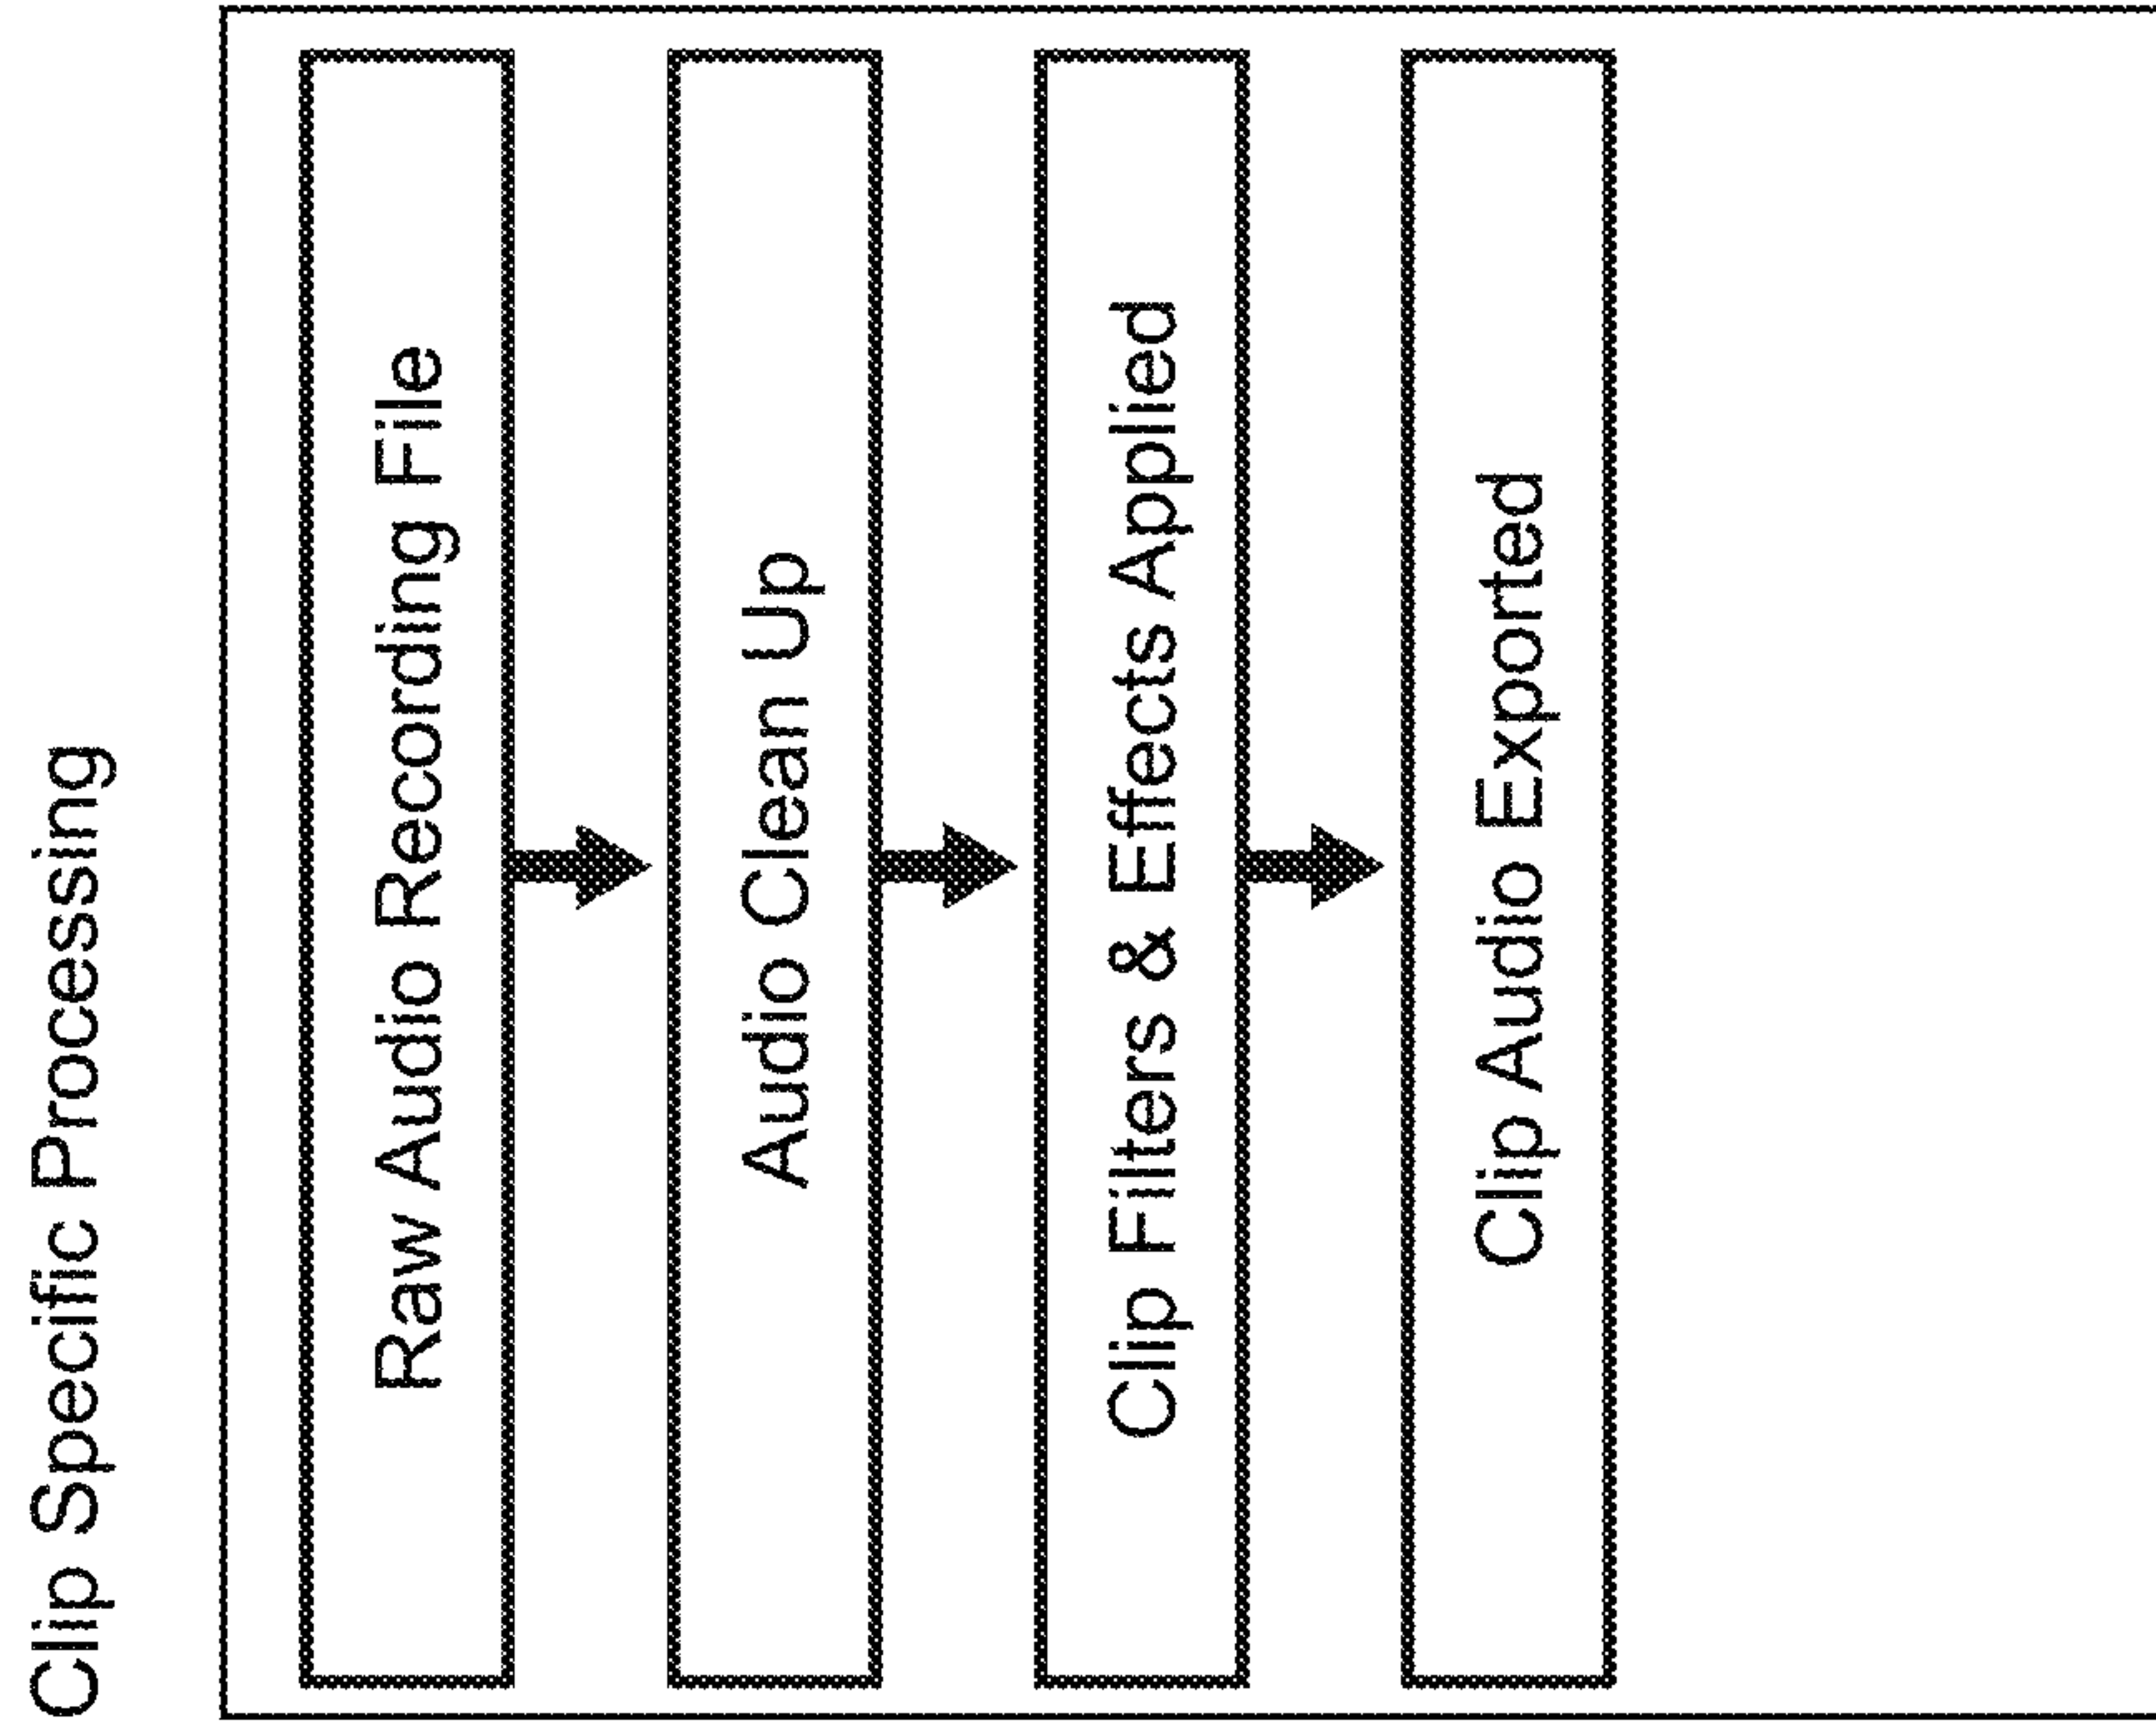 Clip Specific Processing
Raw Audio Recording File
Audio Clean Up
Clip Filters & Effects Applied
Clip Audio Exported